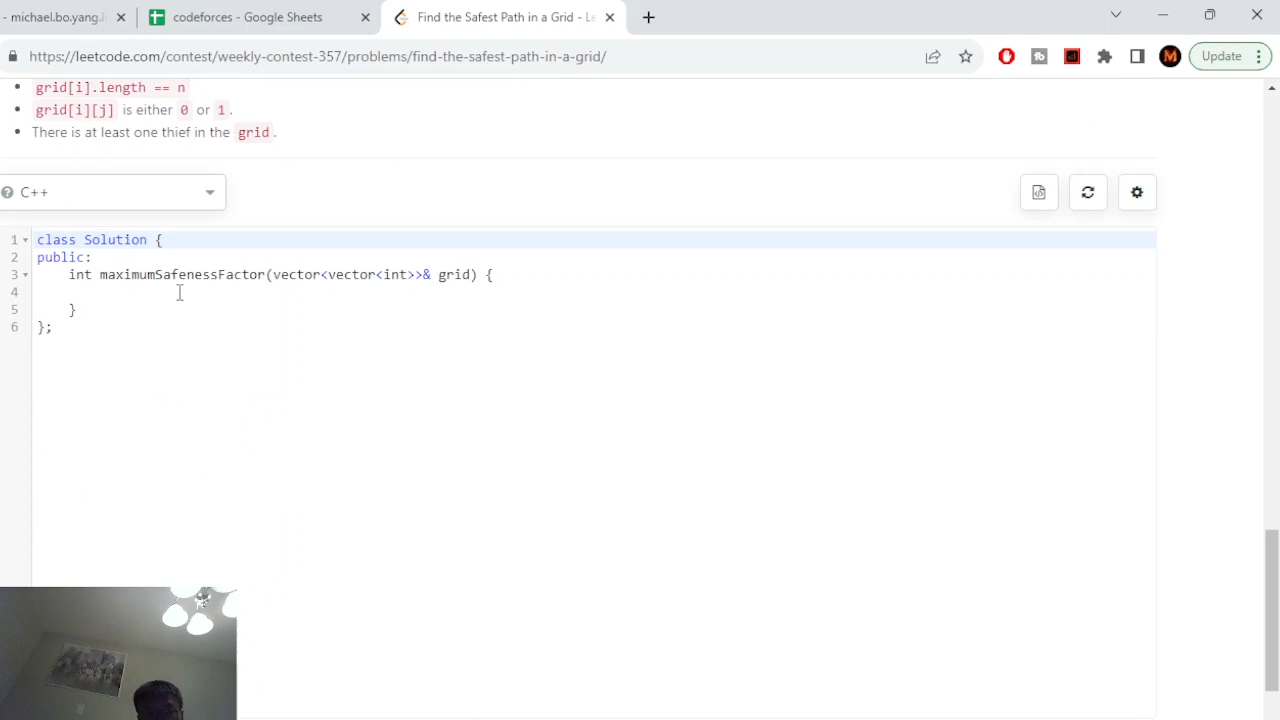 - michael.bo.yang.l
codeforces - Google Sheets
Find the Safest Path in a Grid - Le
https://leetcode.com/contest/weekly-contest-357/problems/find-the-safest-path-in-a-grid/
Update
grid[i].length == n
grid[i][j] is either 0 or 1.
There is at least one thief in the grid.
C++
1 class Solution {
2 public:
3 int maximumSafenessFactor(vector<vector<int>>& grid) {
4
5 }
6 };